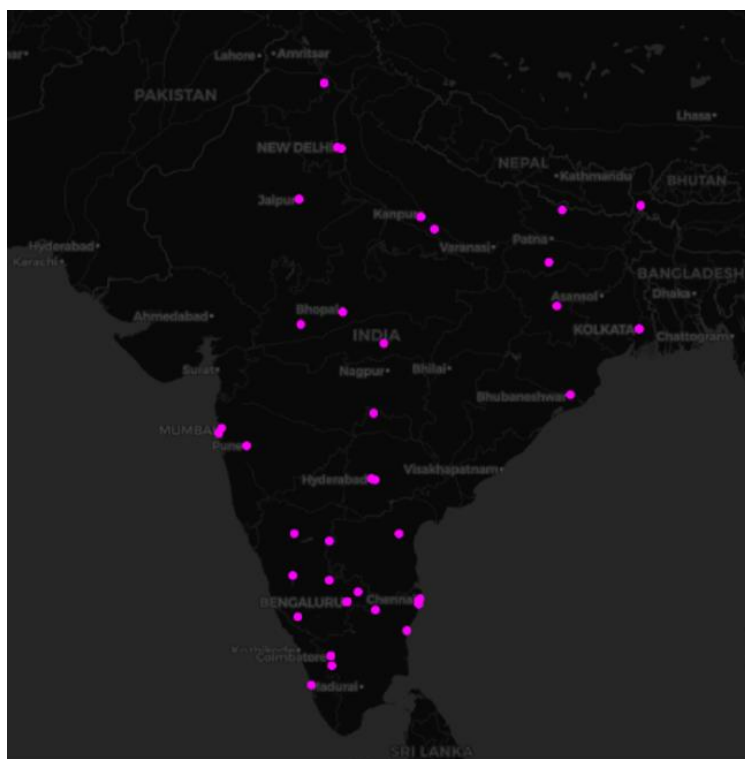 Lahore
Amritsar
PAKISTAN
Lhasa
NEW DELHI
NEPAL
Kathmandu
BHUTAN
Jaipur
Kanpur
Varanasi
Patna
Hyderabad
Karachi
BANGLADESH
Asansol
Dhaka
Ahmedabad
Bhopal
KOLKATA
Chattogram
INDIA
Surat
Nagpur
Bhilai
Bhubaneshwar
MUMBAI
Pune
Visakhapatnam
Hyderabad
BENGALURU
Chennai
Coimbatore
Madurai
SRI LANKA